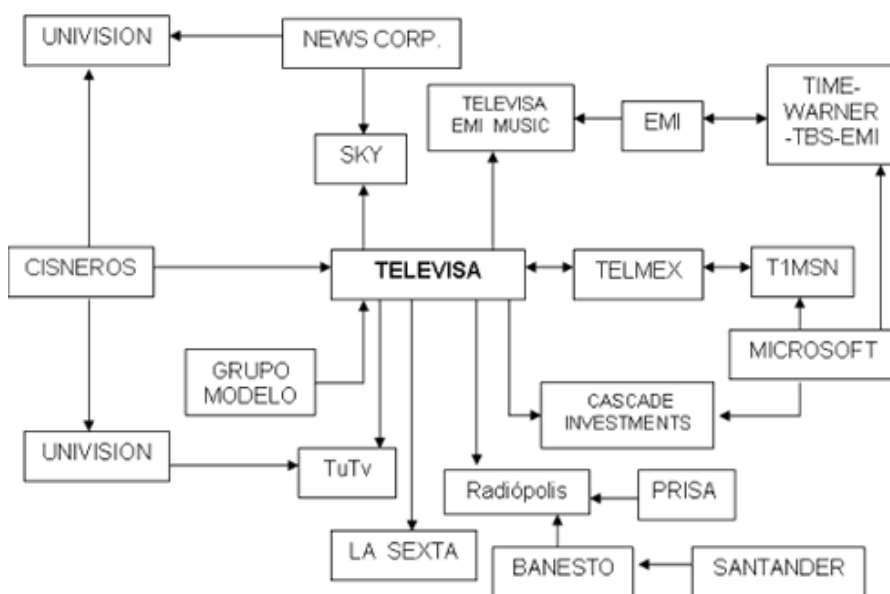 UNIVISION
NEWS CORP.
TELEVISA
EMI MUSIC
EMI
TIME-
WARNER
-TBS-EMI
SKY
CISNEROS
TELEVISA
TELMEX
T1MSN
MICROSOFT
GRUPO
MODELO
CASCADE
INVESTMENTS
UNIVISION
TuTv
Radiópolis
PRISA
LA SEXTA
BANESTO
SANTANDER